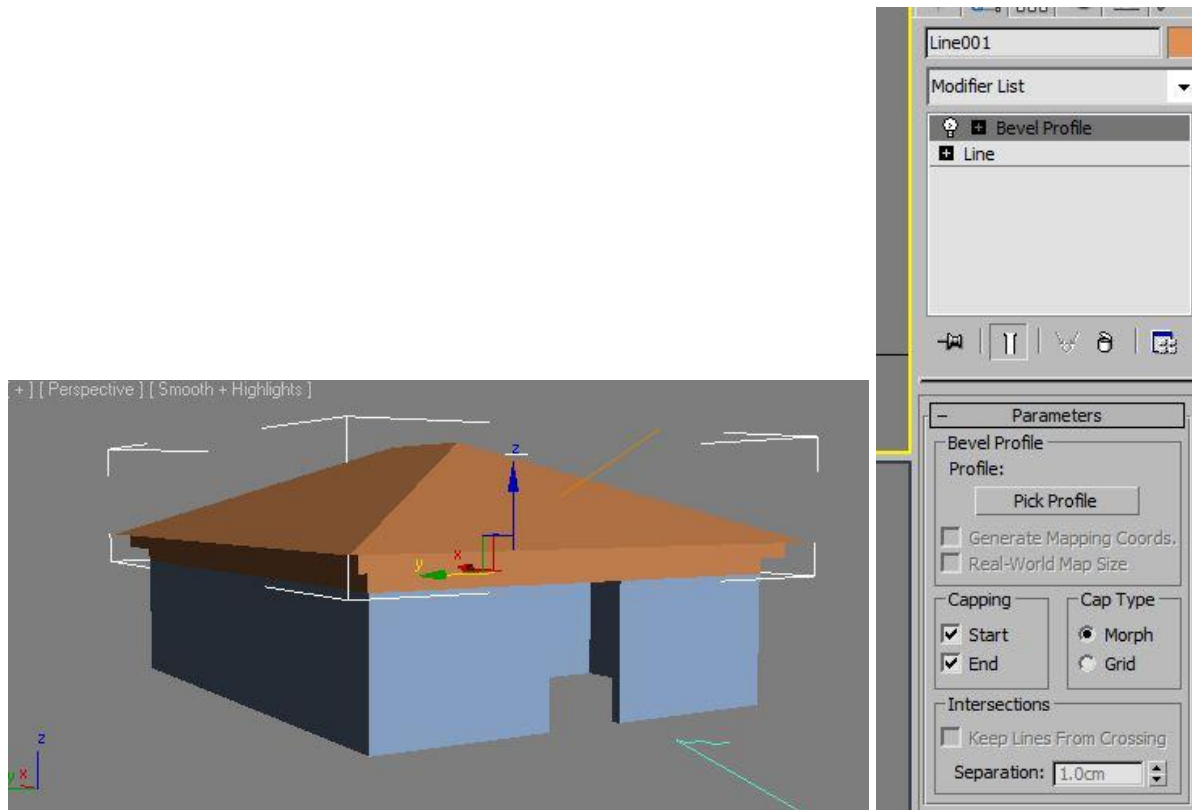 + ] [ Perspective ] [ Smooth + Highlights ]
z
y
x
z
y x
Line001
Modifier List
Bevel Profile
Line
Parameters
Bevel Profile
Profile:
Pick Profile
Generate Mapping Coords.
Real-World Map Size
Capping
Cap Type
Start
Morph
End
Grid
Intersections
Keep Lines From Crossing
Separation: 1.0cm